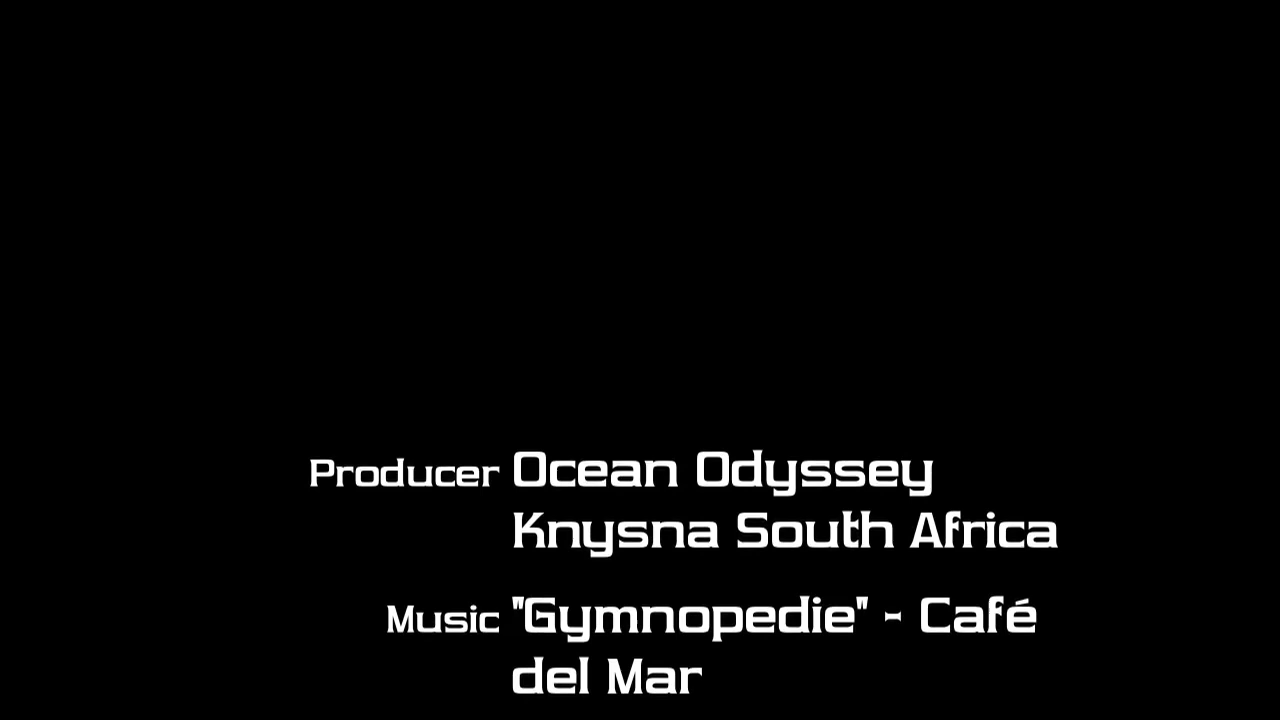 Producer Ocean Odyssey
Knysna South Africa
Music "Gymnopedie" - Café
del Mar